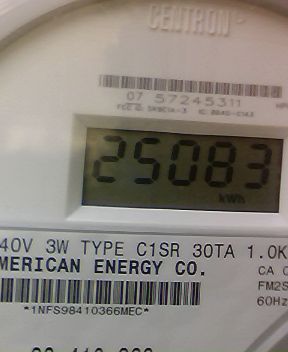 CENTRON
07 57245311
25083
kWh
40V 3W TYPE C1SR 30TA 1.0K
MERICAN ENERGY CO.
CA
FM2S
60Hz
*1NFS98410366MEC*